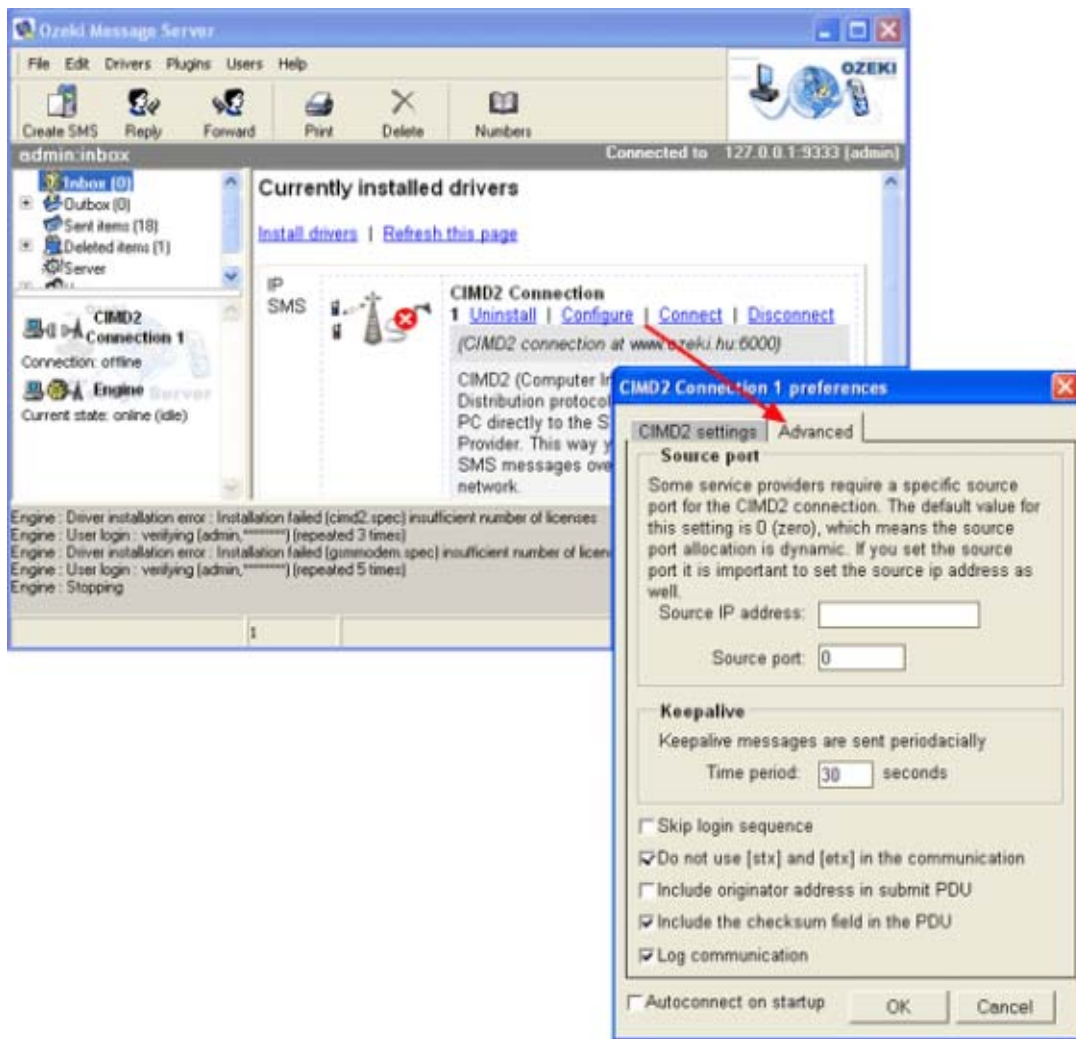 Ozeki Message Server
File Edit Drivers Plugins Users Help
OZEKI
Create SMS Reply Forward Print Delete Numbers
admin:inbox Connected to 127.0.0.1:9333 (admin)
Inbox (0)
Outbox (0)
Sent items (18)
Deleted items (1)
Server
CIMD2
Connection 1
Connection: offline
Engine
Current state: online (idle)
Currently installed drivers
Install drivers | Refresh this page
IP
SMS
CIMD2 Connection
1 Uninstall | Configure | Connect | Disconnect
(CIMD2 connection at www.ozeki.hu:6000)
CIMD2 (Computer In
Distribution protocol
PC directly to the S
Provider. This way y
SMS messages ove
network.
Engine : Driver installation error : Installation failed (cimd2.spec) insufficient number of licenses
Engine : User login : verifying (admin,********) (repeated 3 times)
Engine : Driver installation error : Installation failed (gsmmodem.spec) insufficient number of licen
Engine : User login : verifying (admin,********) (repeated 5 times)
Engine : Stopping
1
CIMD2 Connection 1 preferences
CIMD2 settings Advanced
Source port
Some service providers require a specific source
port for the CIMD2 connection. The default value for
this setting is 0 (zero), which means the source
port allocation is dynamic. If you set the source
port it is important to set the source ip address as
well.
Source IP address:
Source port: 0
Keepalive
Keepalive messages are sent periodacially
Time period: 30 seconds
Skip login sequence
Do not use [stx] and [etx] in the communication
Include originator address in submit PDU
Include the checksum field in the PDU
Log communication
Autoconnect on startup OK Cancel